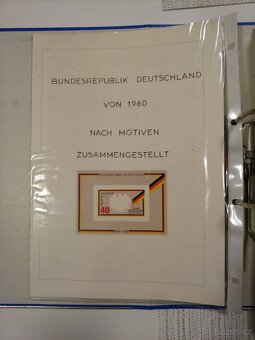 BUNDESREPUBLIK DEUTSCHLAND
VON 1960
NACH MOTIVEN
ZUSAMMENGESTELLT
40